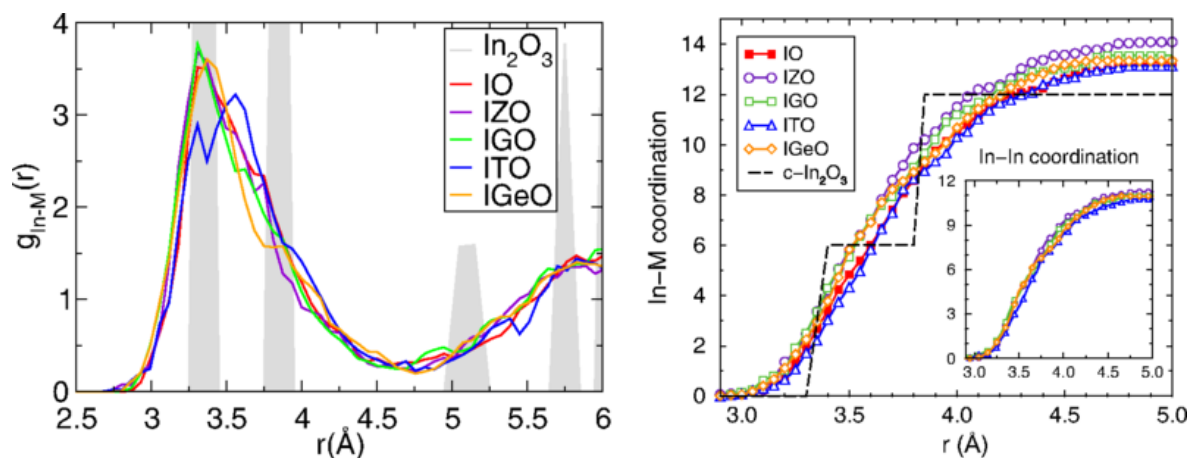 4
3
2
1
0
g_In-M(r)
2.5 3 3.5 4 4.5 5 5.5 6
r(Å)
In₂O₃
IO
IZO
IGO
ITO
IGeO
14
12
10
8
6
4
2
0
In−M coordination
3.0 3.5 4.0 4.5 5.0
r (Å)
IO
IZO
IGO
ITO
IGeO
c−In₂O₃
In−In coordination
12
9
6
3
0
3.0 3.5 4.0 4.5 5.0